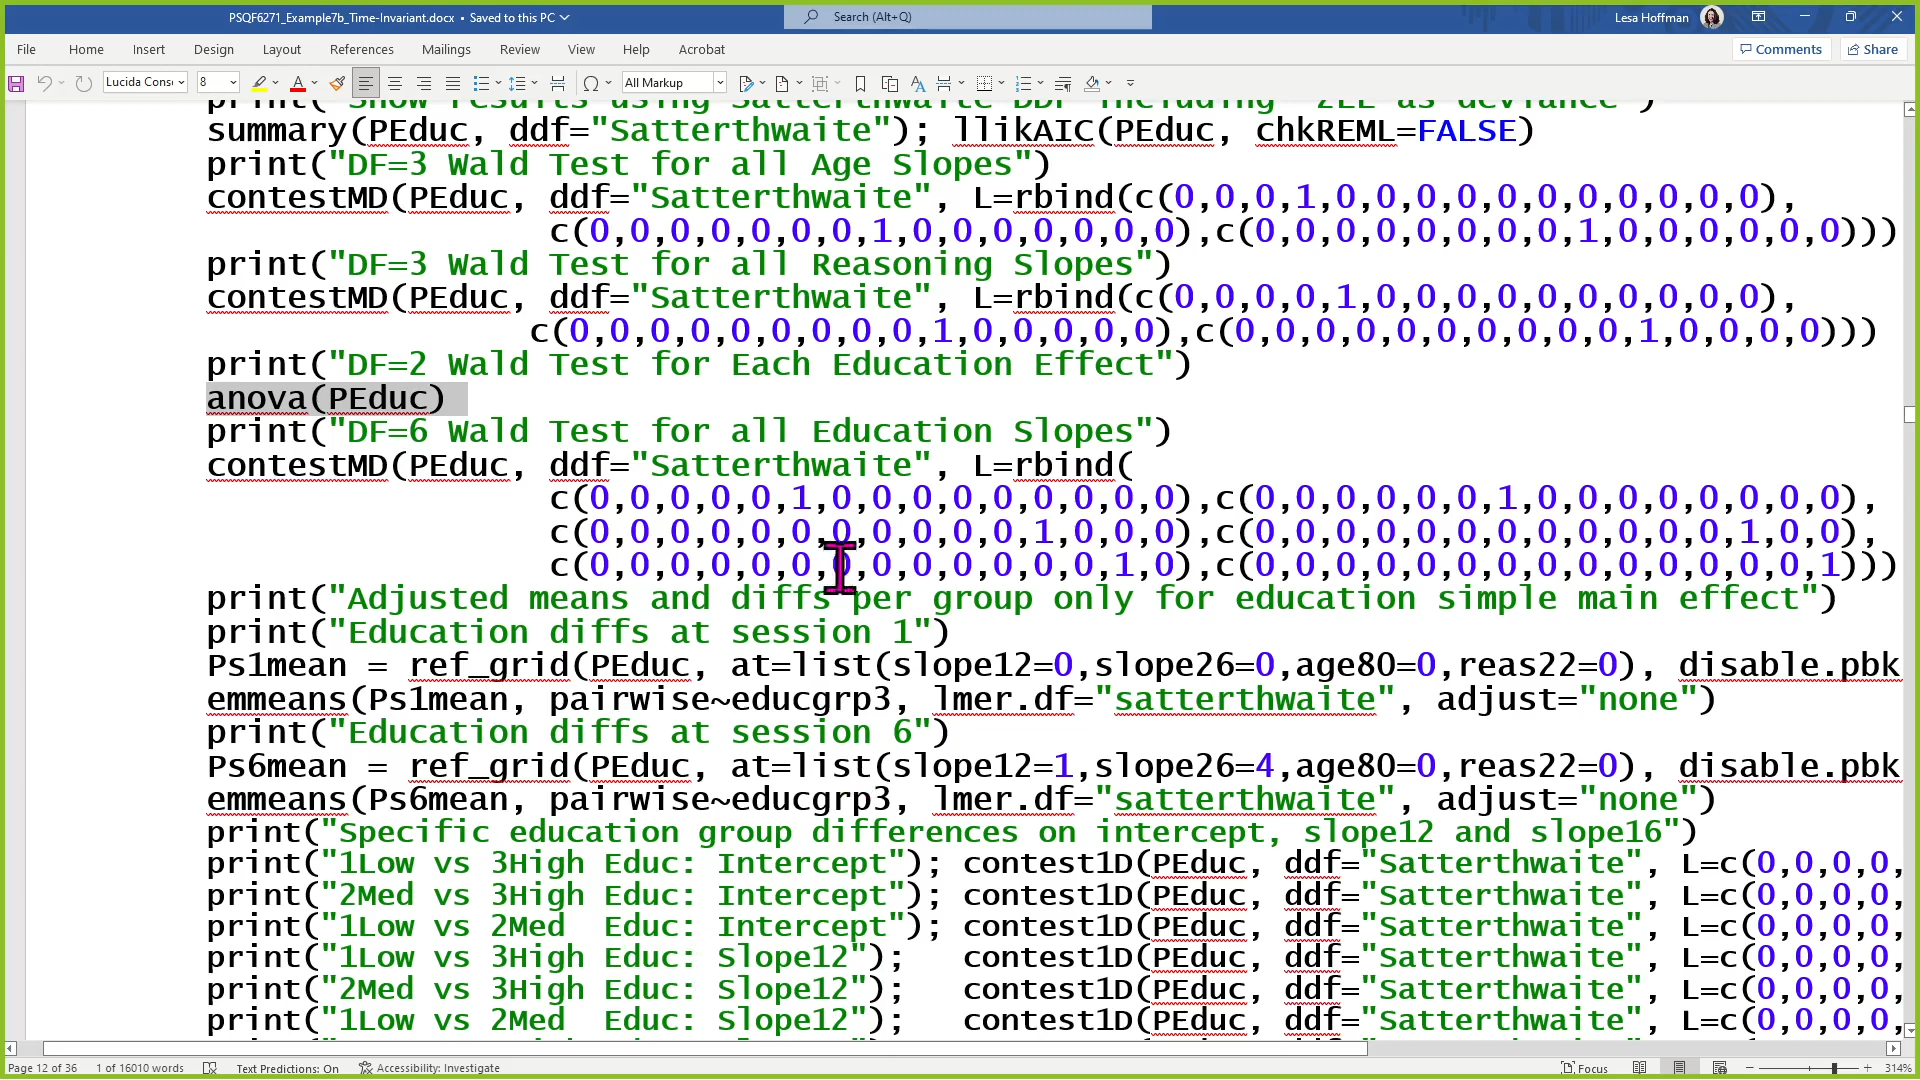 PSQF6271_Example7b_Time-Invariant.docx • Saved to this PC
Search (Alt+Q)
Lesa Hoffman
File Home Insert Design Layout References Mailings Review View Help Acrobat
Comments Share
Lucida Cons 8 All Markup
print("Show results using Satterthwaite DDF including -2LL as deviance")
summary(PEduc, ddf="Satterthwaite"); llikAIC(PEduc, chkREML=FALSE)
print("DF=3 Wald Test for all Age Slopes")
contestMD(PEduc, ddf="Satterthwaite", L=rbind(c(0,0,0,1,0,0,0,0,0,0,0,0,0,0,0),
c(0,0,0,0,0,0,0,1,0,0,0,0,0,0,0),c(0,0,0,0,0,0,0,0,1,0,0,0,0,0,0)))
print("DF=3 Wald Test for all Reasoning Slopes")
contestMD(PEduc, ddf="Satterthwaite", L=rbind(c(0,0,0,0,1,0,0,0,0,0,0,0,0,0,0),
c(0,0,0,0,0,0,0,0,0,1,0,0,0,0,0),c(0,0,0,0,0,0,0,0,0,0,1,0,0,0,0)))
print("DF=2 Wald Test for Each Education Effect")
anova(PEduc)
print("DF=6 Wald Test for all Education Slopes")
contestMD(PEduc, ddf="Satterthwaite", L=rbind(
c(0,0,0,0,0,1,0,0,0,0,0,0,0,0,0),c(0,0,0,0,0,0,1,0,0,0,0,0,0,0,0),
c(0,0,0,0,0,0,0,0,0,0,0,1,0,0,0),c(0,0,0,0,0,0,0,0,0,0,0,0,1,0,0),
c(0,0,0,0,0,0,0,0,0,0,0,0,0,1,0),c(0,0,0,0,0,0,0,0,0,0,0,0,0,0,1)))
print("Adjusted means and diffs per group only for education simple main effect")
print("Education diffs at session 1")
Ps1mean = ref_grid(PEduc, at=list(slope12=0,slope26=0,age80=0,reas22=0), disable.pbk
emmeans(Ps1mean, pairwise~educgrp3, lmer.df="satterthwaite", adjust="none")
print("Education diffs at session 6")
Ps6mean = ref_grid(PEduc, at=list(slope12=1,slope26=4,age80=0,reas22=0), disable.pbk
emmeans(Ps6mean, pairwise~educgrp3, lmer.df="satterthwaite", adjust="none")
print("Specific education group differences on intercept, slope12 and slope16")
print("1Low vs 3High Educ: Intercept"); contest1D(PEduc, ddf="Satterthwaite", L=c(0,0,0,0,
print("2Med vs 3High Educ: Intercept"); contest1D(PEduc, ddf="Satterthwaite", L=c(0,0,0,0,
print("1Low vs 2Med  Educ: Intercept"); contest1D(PEduc, ddf="Satterthwaite", L=c(0,0,0,0,
print("1Low vs 3High Educ: Slope12");   contest1D(PEduc, ddf="Satterthwaite", L=c(0,0,0,0,
print("2Med vs 3High Educ: Slope12");   contest1D(PEduc, ddf="Satterthwaite", L=c(0,0,0,0,
print("1Low vs 2Med  Educ: Slope12");   contest1D(PEduc, ddf="Satterthwaite", L=c(0,0,0,0,
Page 12 of 36 1 of 16010 words Text Predictions: On Accessibility: Investigate Focus 314%